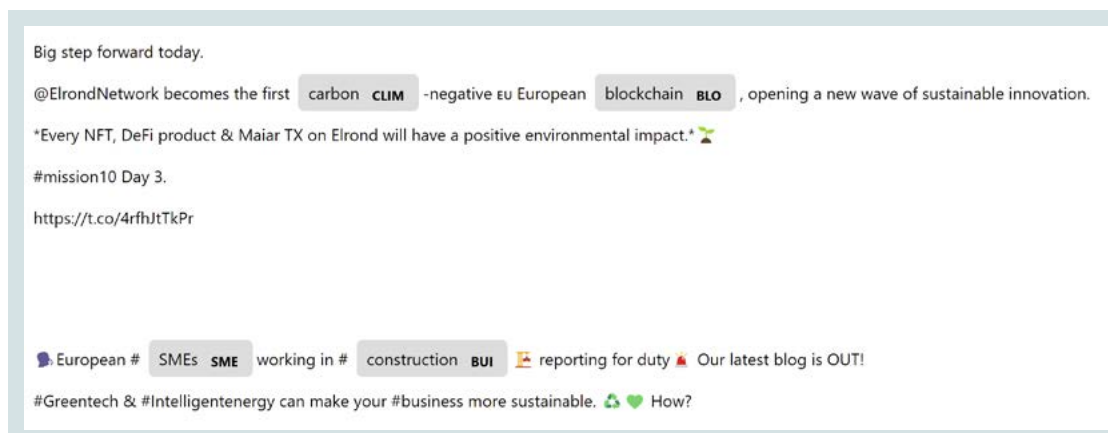 Big step forward today.
@ElrondNetwork becomes the first carbon CLIM -negative EU European blockchain BLO , opening a new wave of sustainable innovation.
*Every NFT, DeFi product & Maiar TX on Elrond will have a positive environmental impact.* 🌱
#mission10 Day 3.
https://t.co/4rfhJtTkPr
🗣 European # SMEs SME working in # construction BUI 🏗 reporting for duty 🚨 Our latest blog is OUT!
#Greentech & #Intelligentenergy can make your #business more sustainable. ♻ 💚 How?